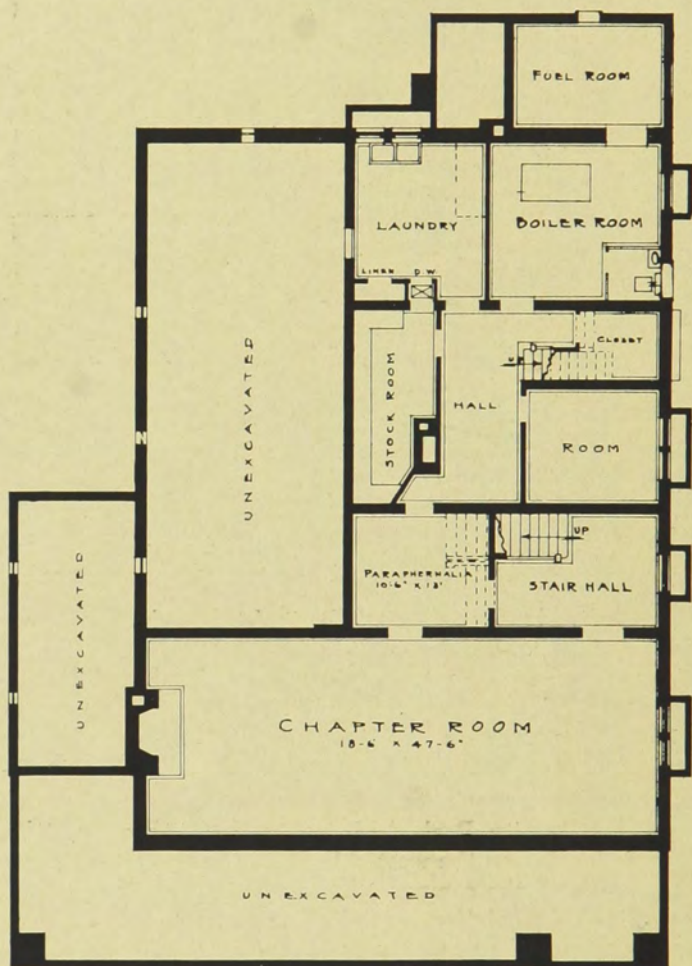 FUEL ROOM
LAUNDRY
BOILER ROOM
LINEN D.W.
CLOSET
UP
UNEXCAVATED
STOCK ROOM
HALL
ROOM
UP
PARAPHERNALIA
10-6" X 13'
STAIR HALL
UNEXCAVATED
CHAPTER ROOM
18-6" X 47-6"
UNEXCAVATED